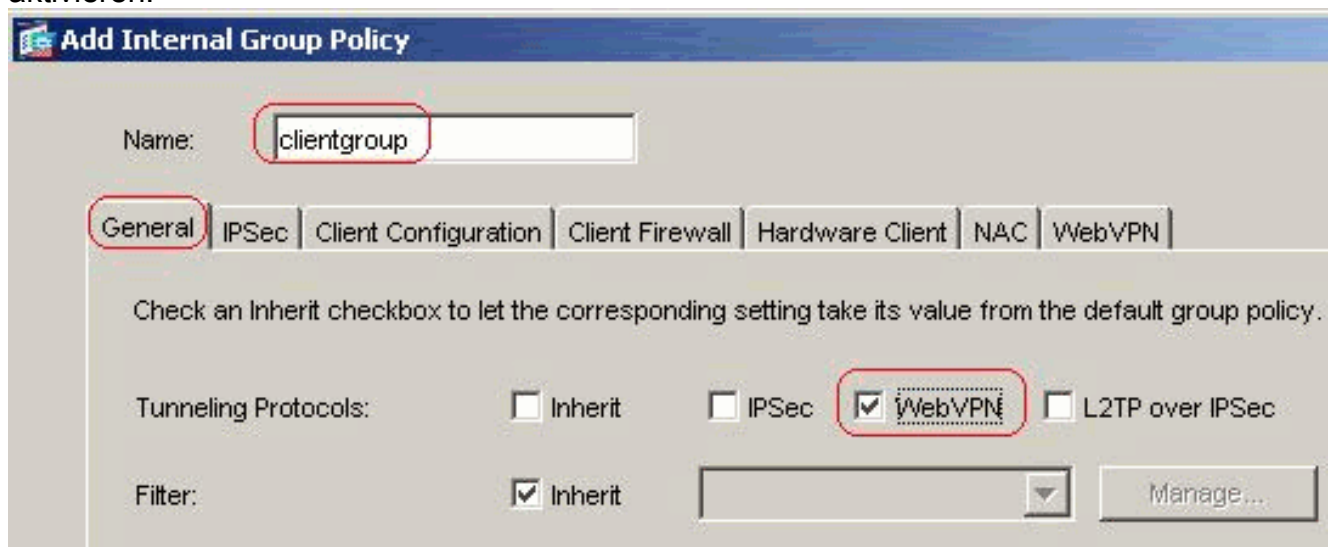 aktivieren.
Add Internal Group Policy
Name: clientgroup
General IPSec Client Configuration Client Firewall Hardware Client NAC WebVPN
Check an Inherit checkbox to let the corresponding setting take its value from the default group policy.
Tunneling Protocols: Inherit IPSec WebVPN L2TP over IPSec
Filter: Inherit Manage...